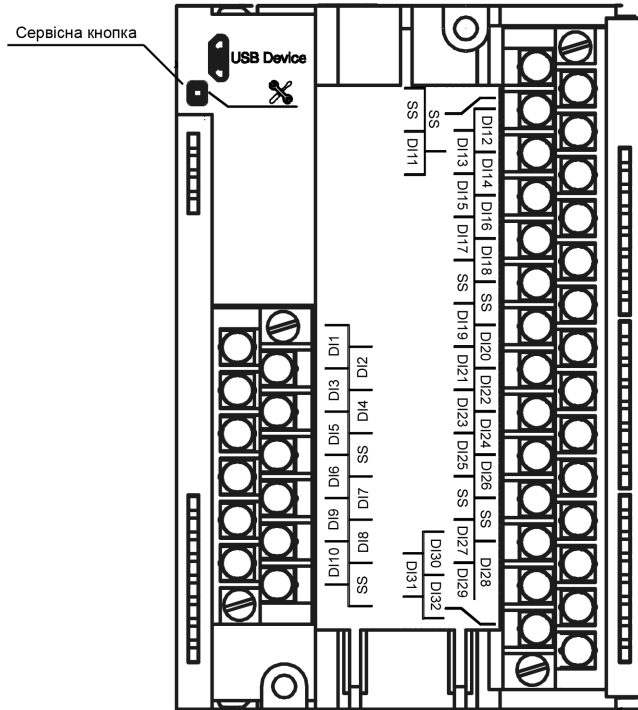 Сервісна кнопка
USB Device
SS
SS
DI11
DI12
DI13
DI14
DI15
DI16
DI17
DI18
SS
SS
DI19
DI20
DI21
DI22
DI23
DI24
DI25
DI26
SS
SS
DI27
DI28
DI29
DI30
DI31
DI32
DI1
DI2
DI3
DI4
DI5
SS
DI6
DI7
DI9
DI8
DI10
SS